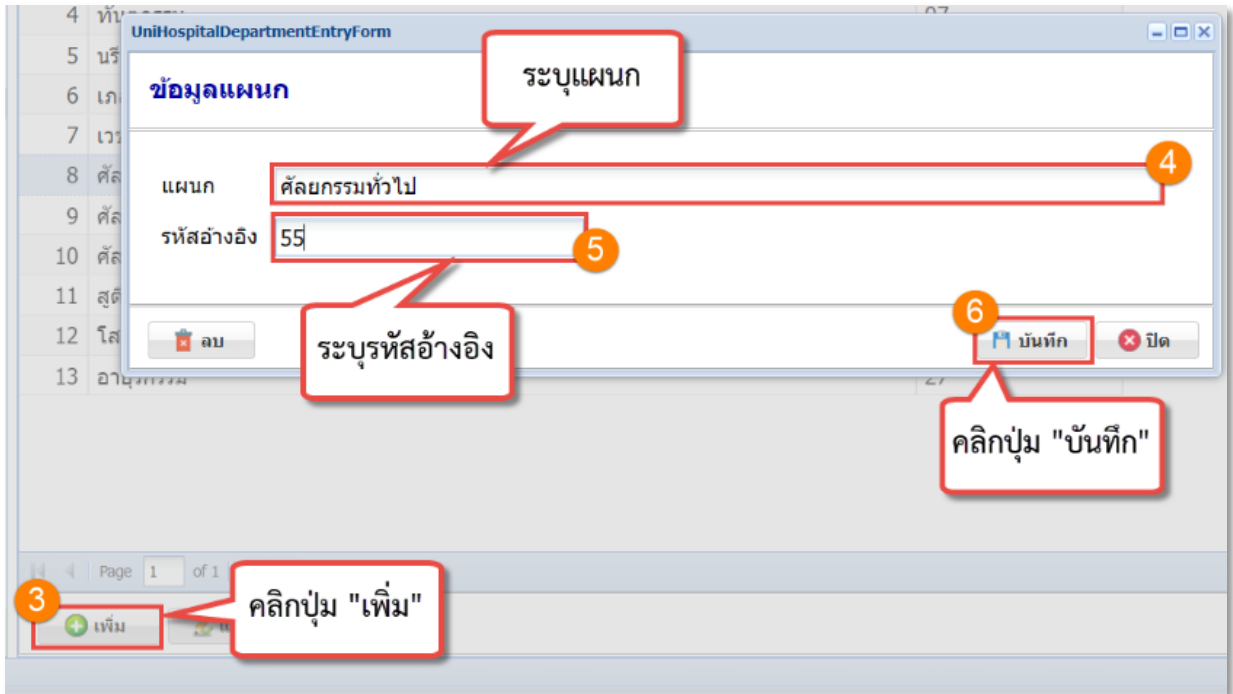 4
UniHospitalDepartmentEntryForm
5
ข้อมูลแผนก
ระบุแผนก
6
7
8
แผนก
ศัลยกรรมทั่วไป
4
9
รหัสอ้างอิง
55
5
10
11
12
ลบ
ระบุรหัสอ้างอิง
6
บันทึก
ปิด
13
คลิกปุ่ม "บันทึก"
Page 1 of 1
3
เพิ่ม
คลิกปุ่ม "เพิ่ม"